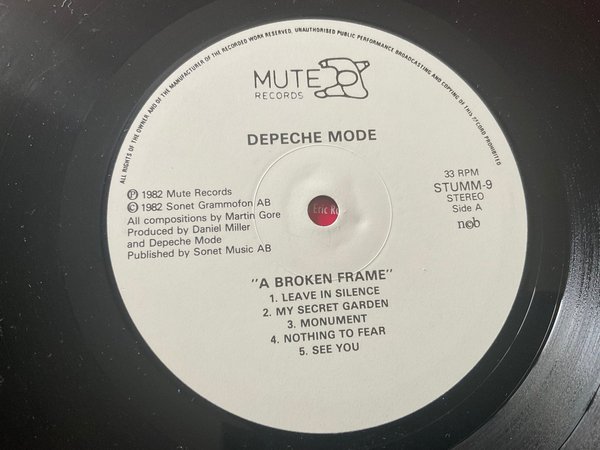 ALL RIGHTS OF THE OWNER AND OF THE MANUFACTURER OF THE RECORDED WORK RESERVED, UNAUTHORISED PUBLIC PERFORMANCE, BROADCASTING AND COPYING OF THIS RECORD PROHIBITED
MUTE
RECORDS
DEPECHE MODE
℗ 1982 Mute Records
© 1982 Sonet Grammofon AB
All compositions by Martin Gore
Produced by Daniel Miller
and Depeche Mode
Published by Sonet Music AB
33 RPM
STUMM-9
STEREO
Side A
ncb
Eric
"A BROKEN FRAME"
1. LEAVE IN SILENCE
2. MY SECRET GARDEN
3. MONUMENT
4. NOTHING TO FEAR
5. SEE YOU